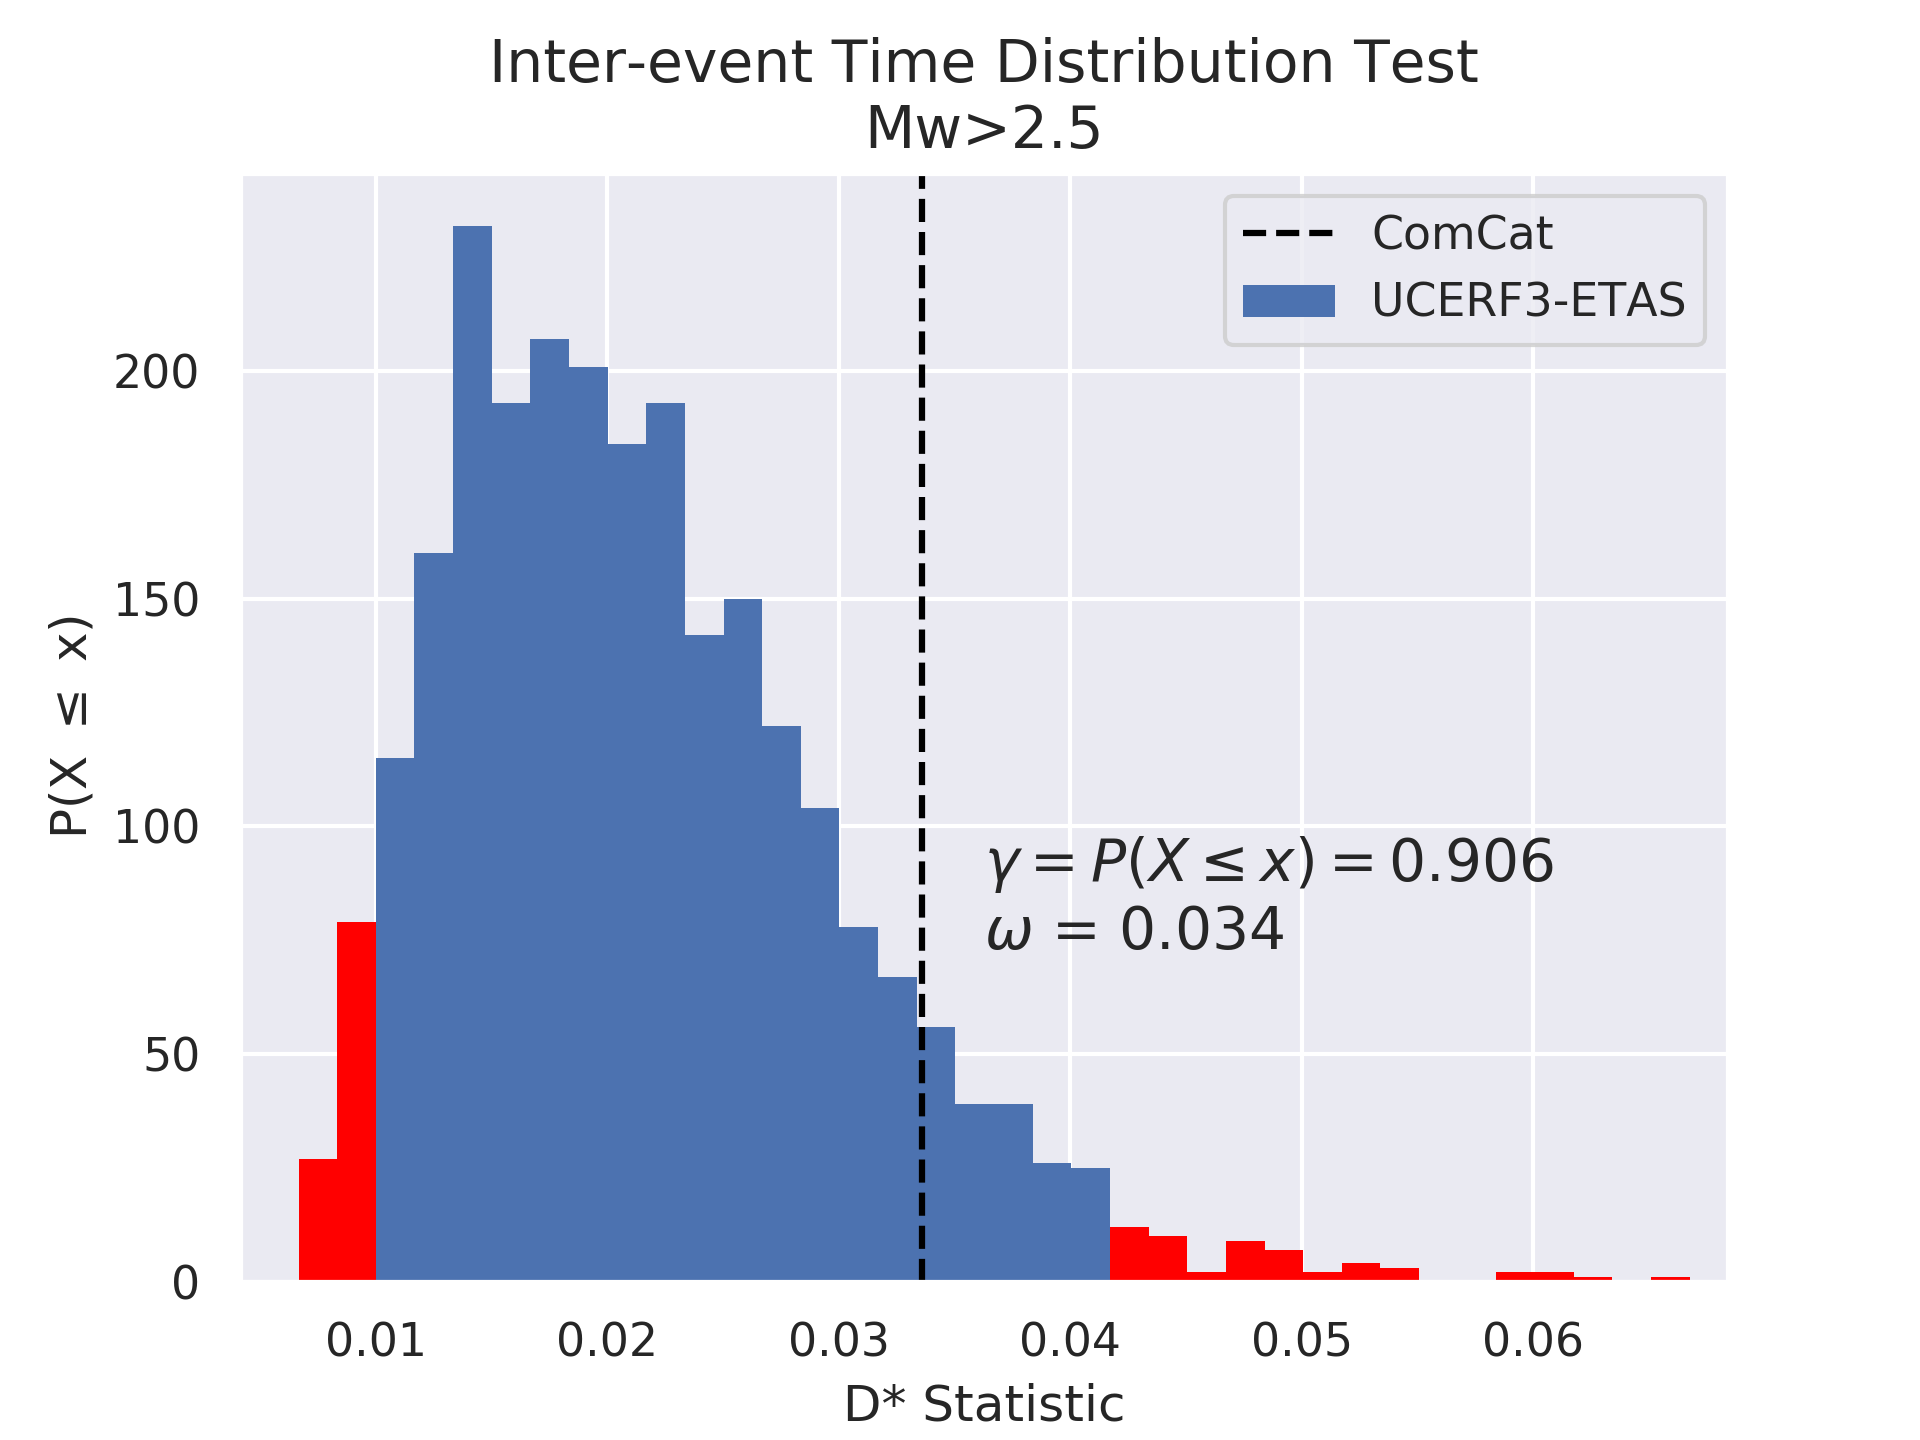 Inter-event Time Distribution Test
Mw>2.5
ComCat
UCERF3-ETAS
P(X ≤ x)
200
150
100
50
0
γ = P(X ≤ x) = 0.906
ω = 0.034
0.01 0.02 0.03 0.04 0.05 0.06
D* Statistic